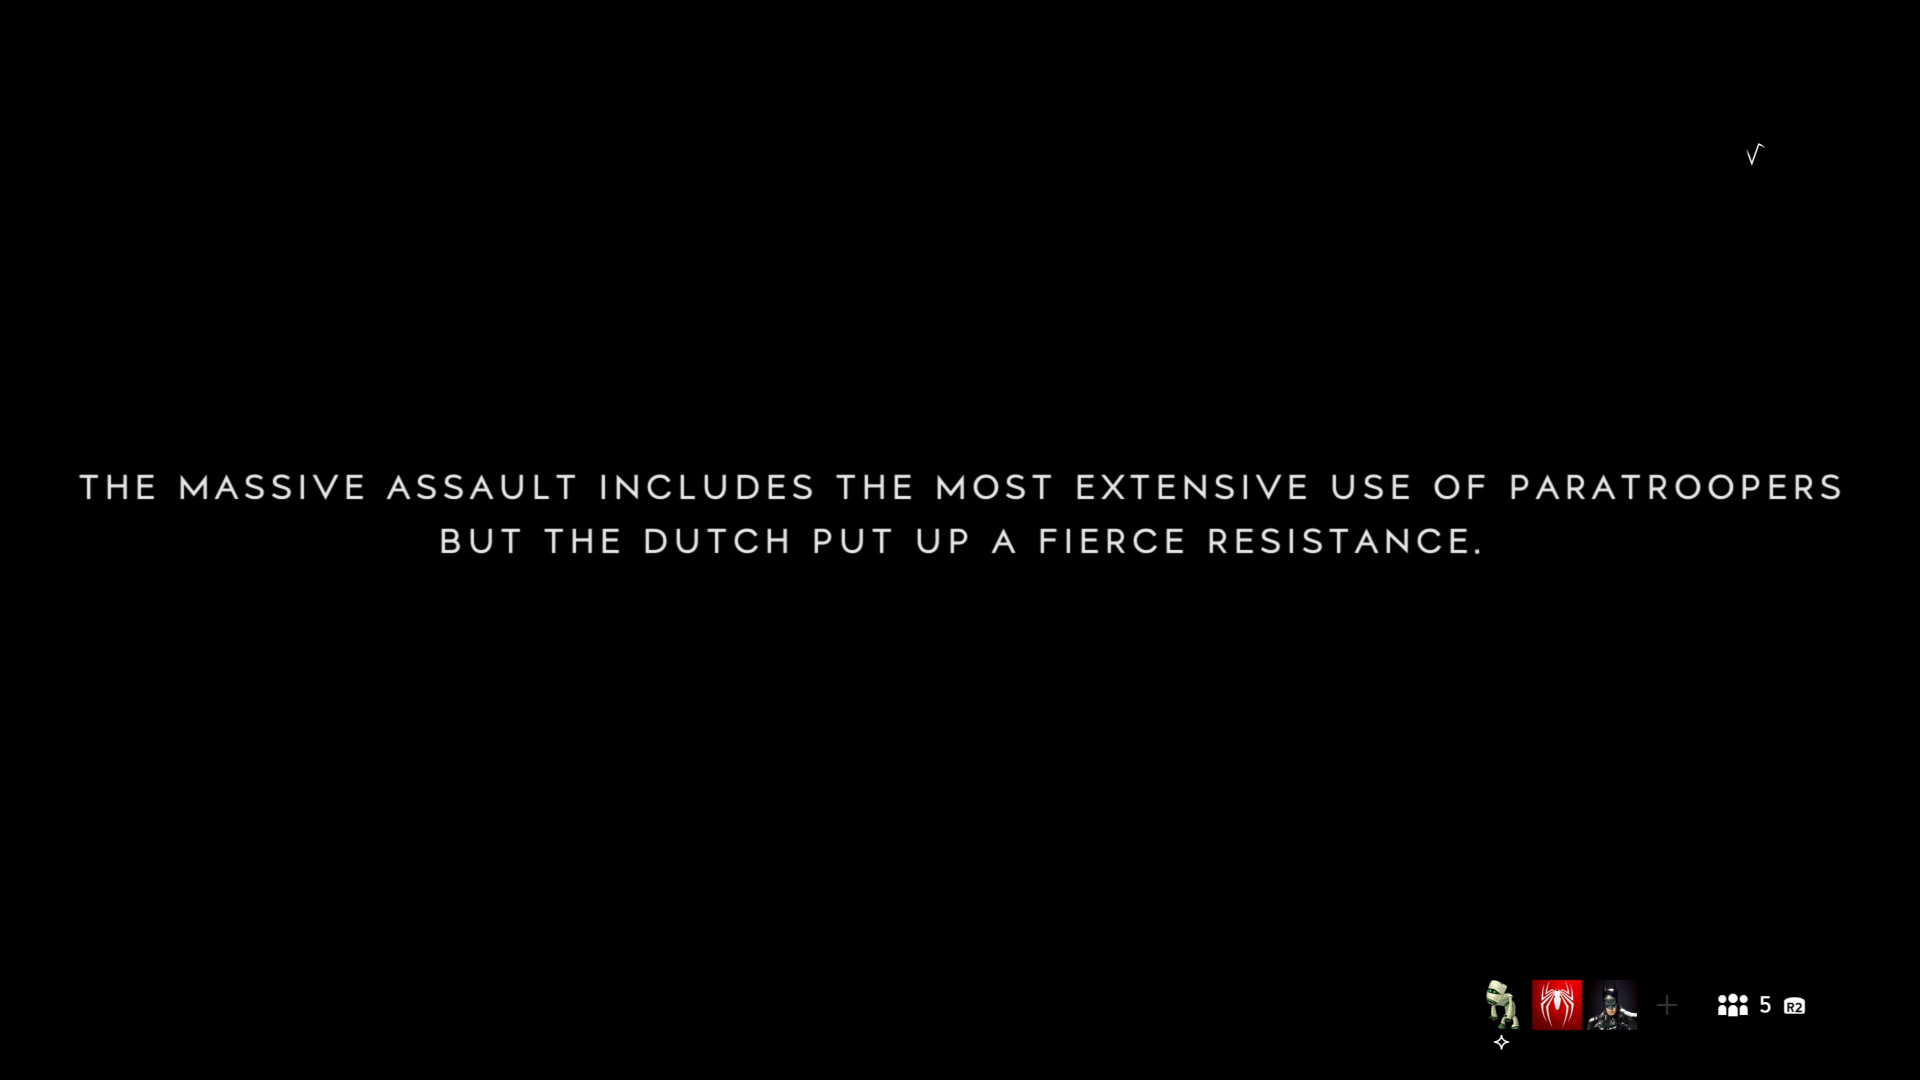 THE MASSIVE ASSAULT INCLUDES THE MOST EXTENSIVE USE OF PARATROOPERS
BUT THE DUTCH PUT UP A FIERCE RESISTANCE.
5 R2